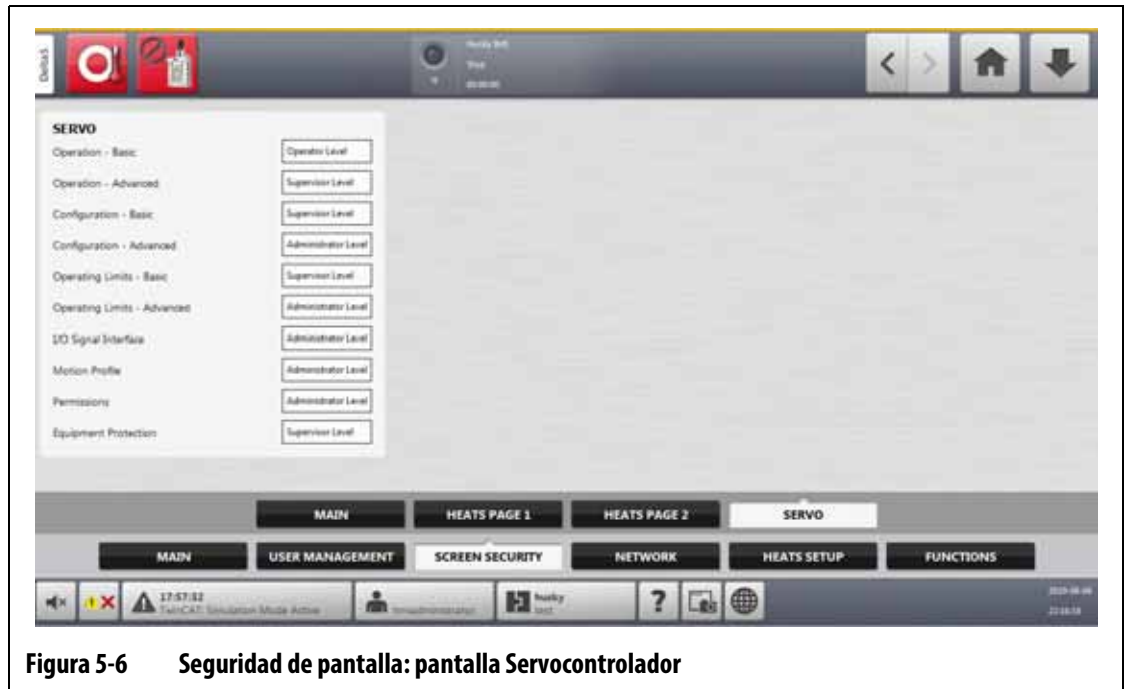 Delta3
Husky
Stop
SERVO
Operation - Basic
Operator Level
Operation - Advanced
Supervisor Level
Configuration - Basic
Supervisor Level
Configuration - Advanced
Administrator Level
Operating Limits - Basic
Supervisor Level
Operating Limits - Advanced
Administrator Level
I/O Signal Interface
Administrator Level
Motion Profile
Administrator Level
Permissions
Administrator Level
Equipment Protection
Supervisor Level
MAIN HEATS PAGE 1 HEATS PAGE 2 SERVO
MAIN USER MANAGEMENT SCREEN SECURITY NETWORK HEATS SETUP FUNCTIONS
17:57:32
TwinCAT: Simulation Mode Active
husky
test
?
Figura 5-6 Seguridad de pantalla: pantalla Servocontrolador